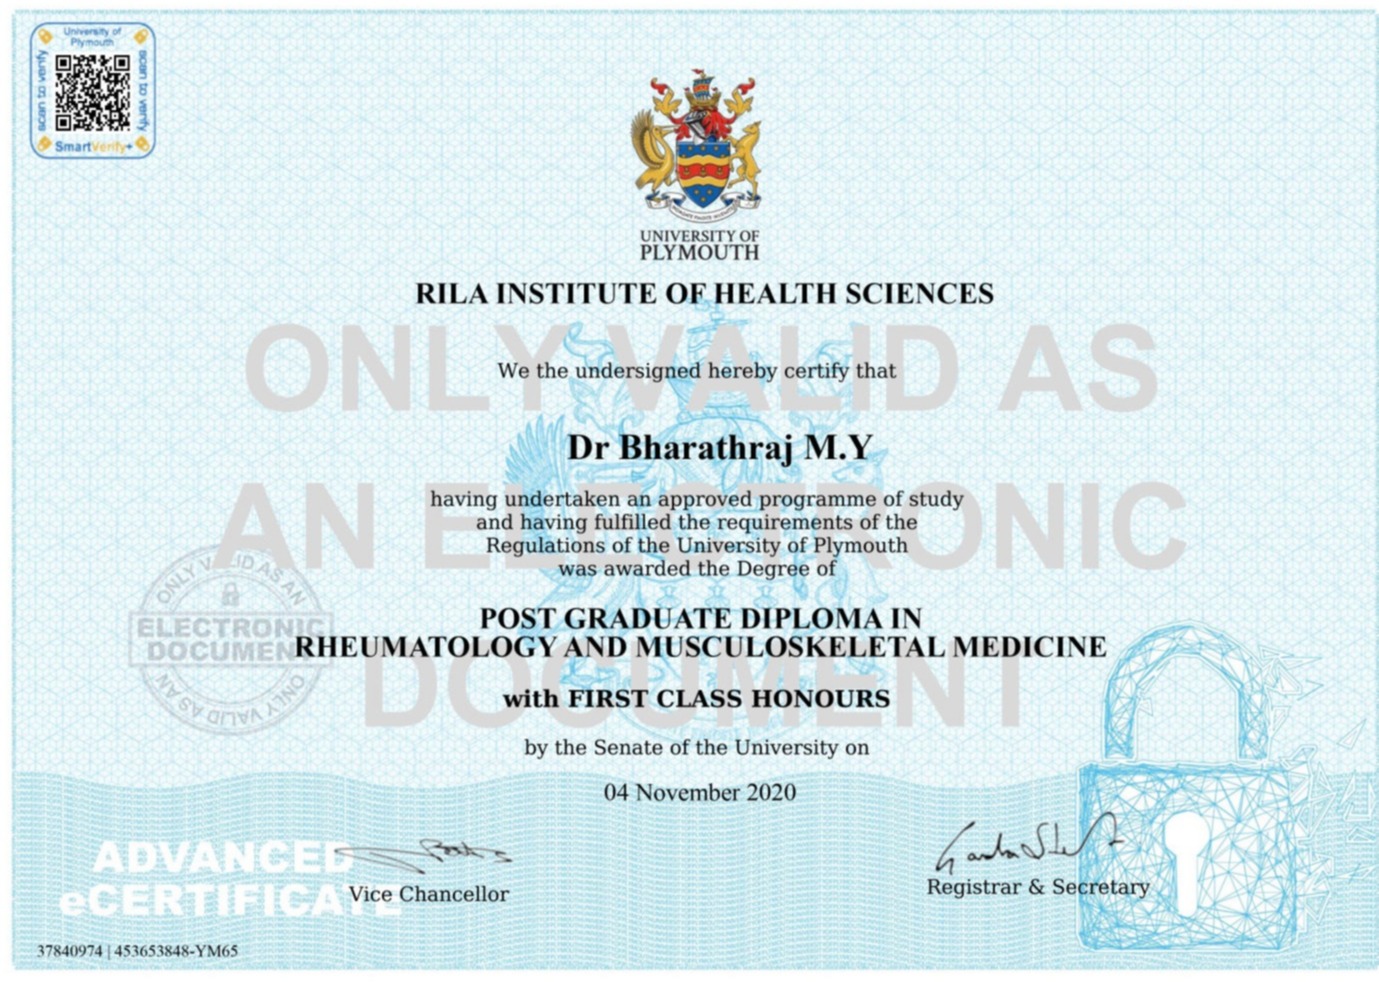 University of
Plymouth
scan to verify
scan to verify
SmartVerify+
UNIVERSITY OF
PLYMOUTH
RILA INSTITUTE OF HEALTH SCIENCES
ONLY VALID AS
We the undersigned hereby certify that
Dr Bharathraj M.Y
AN ELECTRONIC
having undertaken an approved programme of study
and having fulfilled the requirements of the
Regulations of the University of Plymouth
was awarded the Degree of
ONLY VALID AS AN
ELECTRONIC
DOCUMENT
ONLY VALID AS AN
POST GRADUATE DIPLOMA IN
RHEUMATOLOGY AND MUSCULOSKELETAL MEDICINE
DOCUMENT
with FIRST CLASS HONOURS
by the Senate of the University on
04 November 2020
ADVANCED
eCERTIFICATE
Vice Chancellor
Registrar & Secretary
37840974 | 453653848-YM65